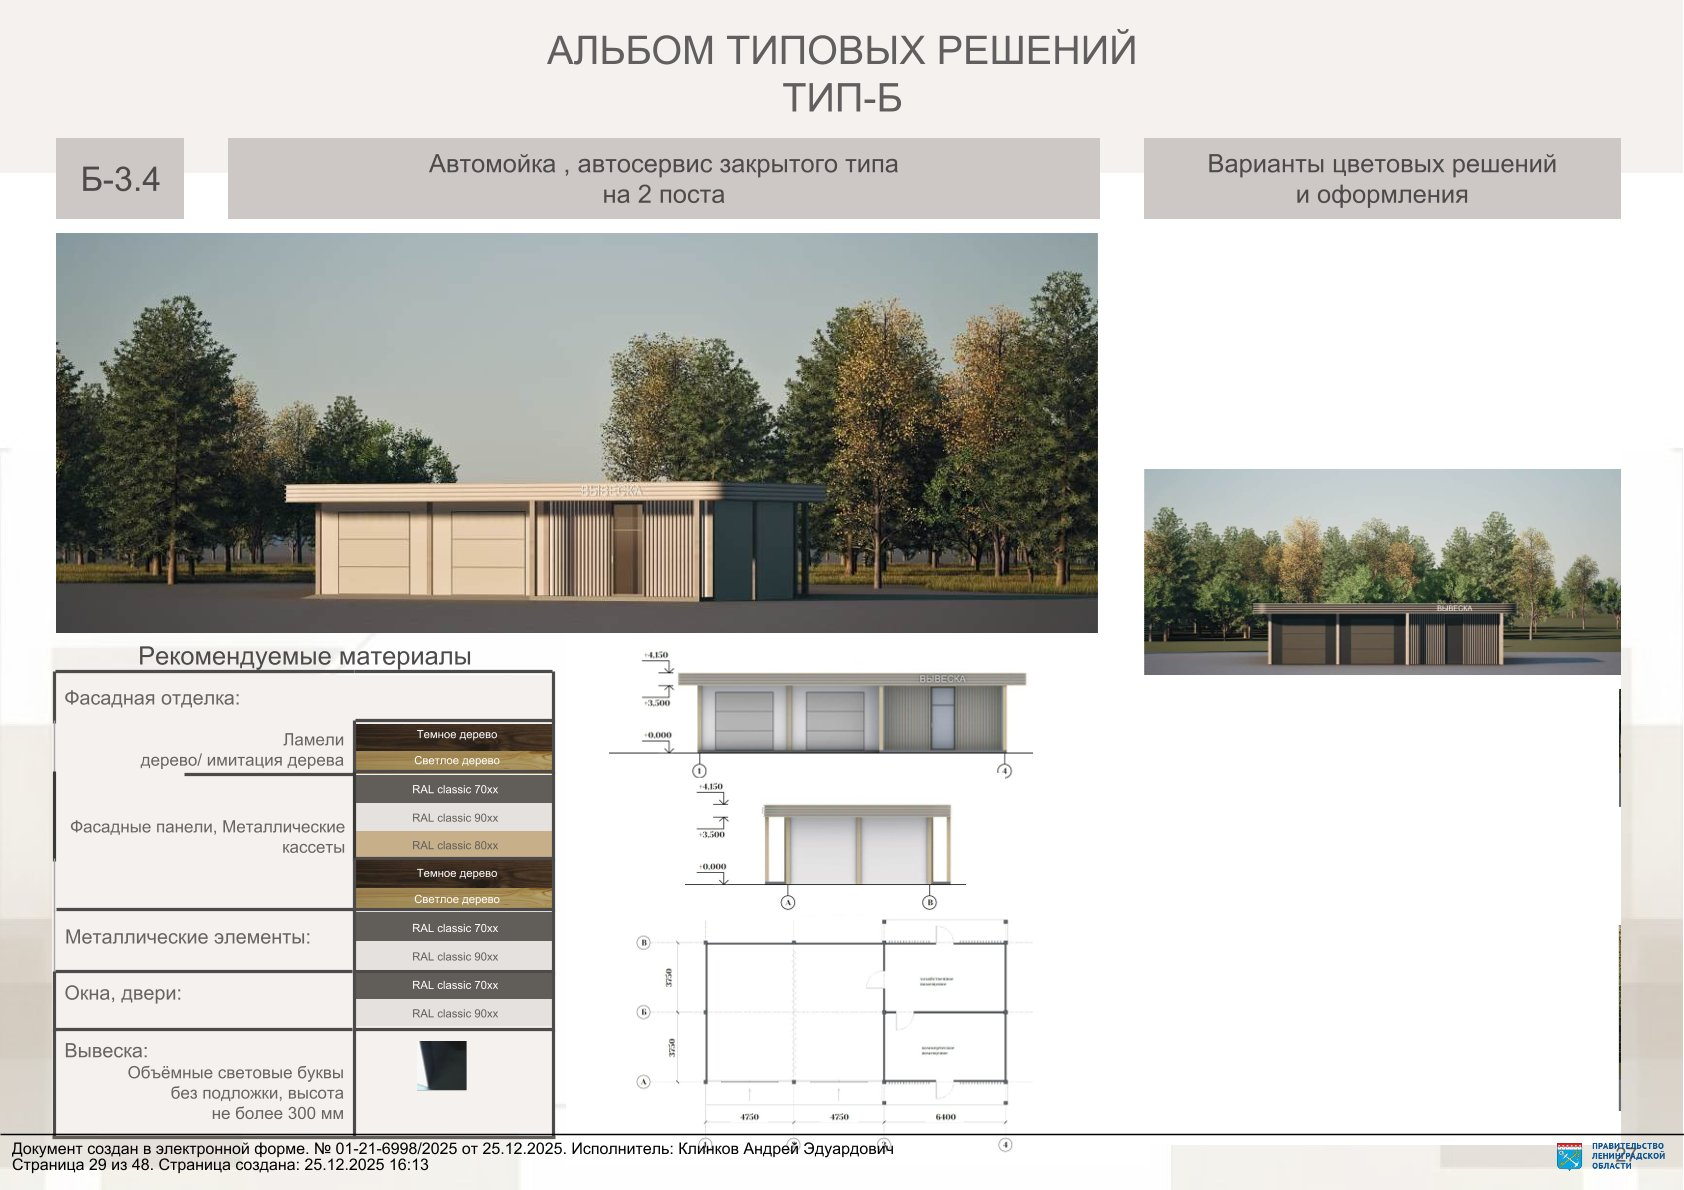 АЛЬБОМ ТИПОВЫХ РЕШЕНИЙ
ТИП-Б
Б-3.4
Автомойка , автосервис закрытого типа
на 2 поста
Варианты цветовых решений
и оформления
ВЫВЕСКА
ВЫВЕСКА
Рекомендуемые материалы
Фасадная отделка:
Ламели
дерево/ имитация дерева
Темное дерево
Светлое дерево
Фасадные панели, Металлические
кассеты
RAL classic 70xx
RAL classic 90xx
RAL classic 80xx
Темное дерево
Светлое дерево
Металлические элементы:
RAL classic 70xx
RAL classic 90xx
Окна, двери:
RAL classic 70xx
RAL classic 90xx
Вывеска:
Объёмные световые буквы
без подложки, высота
не более 300 мм
+4,150
+3,500
+0,000
ВЫВЕСКА
1
4
+4,150
+3,500
+0,000
А
В
В
3750
Б
3750
А
4750
4750
6400
4
Документ создан в электронной форме. № 01-21-6998/2025 от 25.12.2025. Исполнитель: Клинков Андрей Эдуардович
Страница 29 из 48. Страница создана: 25.12.2025 16:13
ПРАВИТЕЛЬСТВО
ЛЕНИНГРАДСКОЙ
ОБЛАСТИ
27